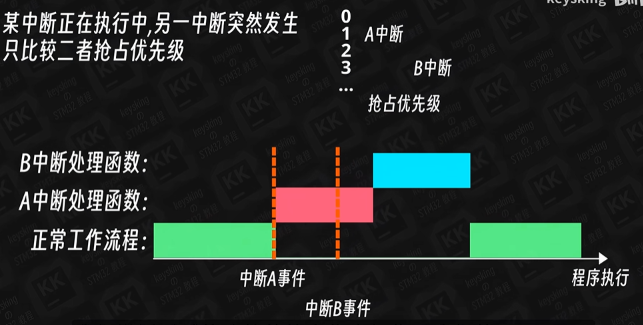 某中断正在执行中,另一中断突然发生
只比较二者抢占优先级
0
1 A中断
2
3 B中断
...
抢占优先级
B中断处理函数:
A中断处理函数:
正常工作流程:
中断A事件
程序执行
中断B事件